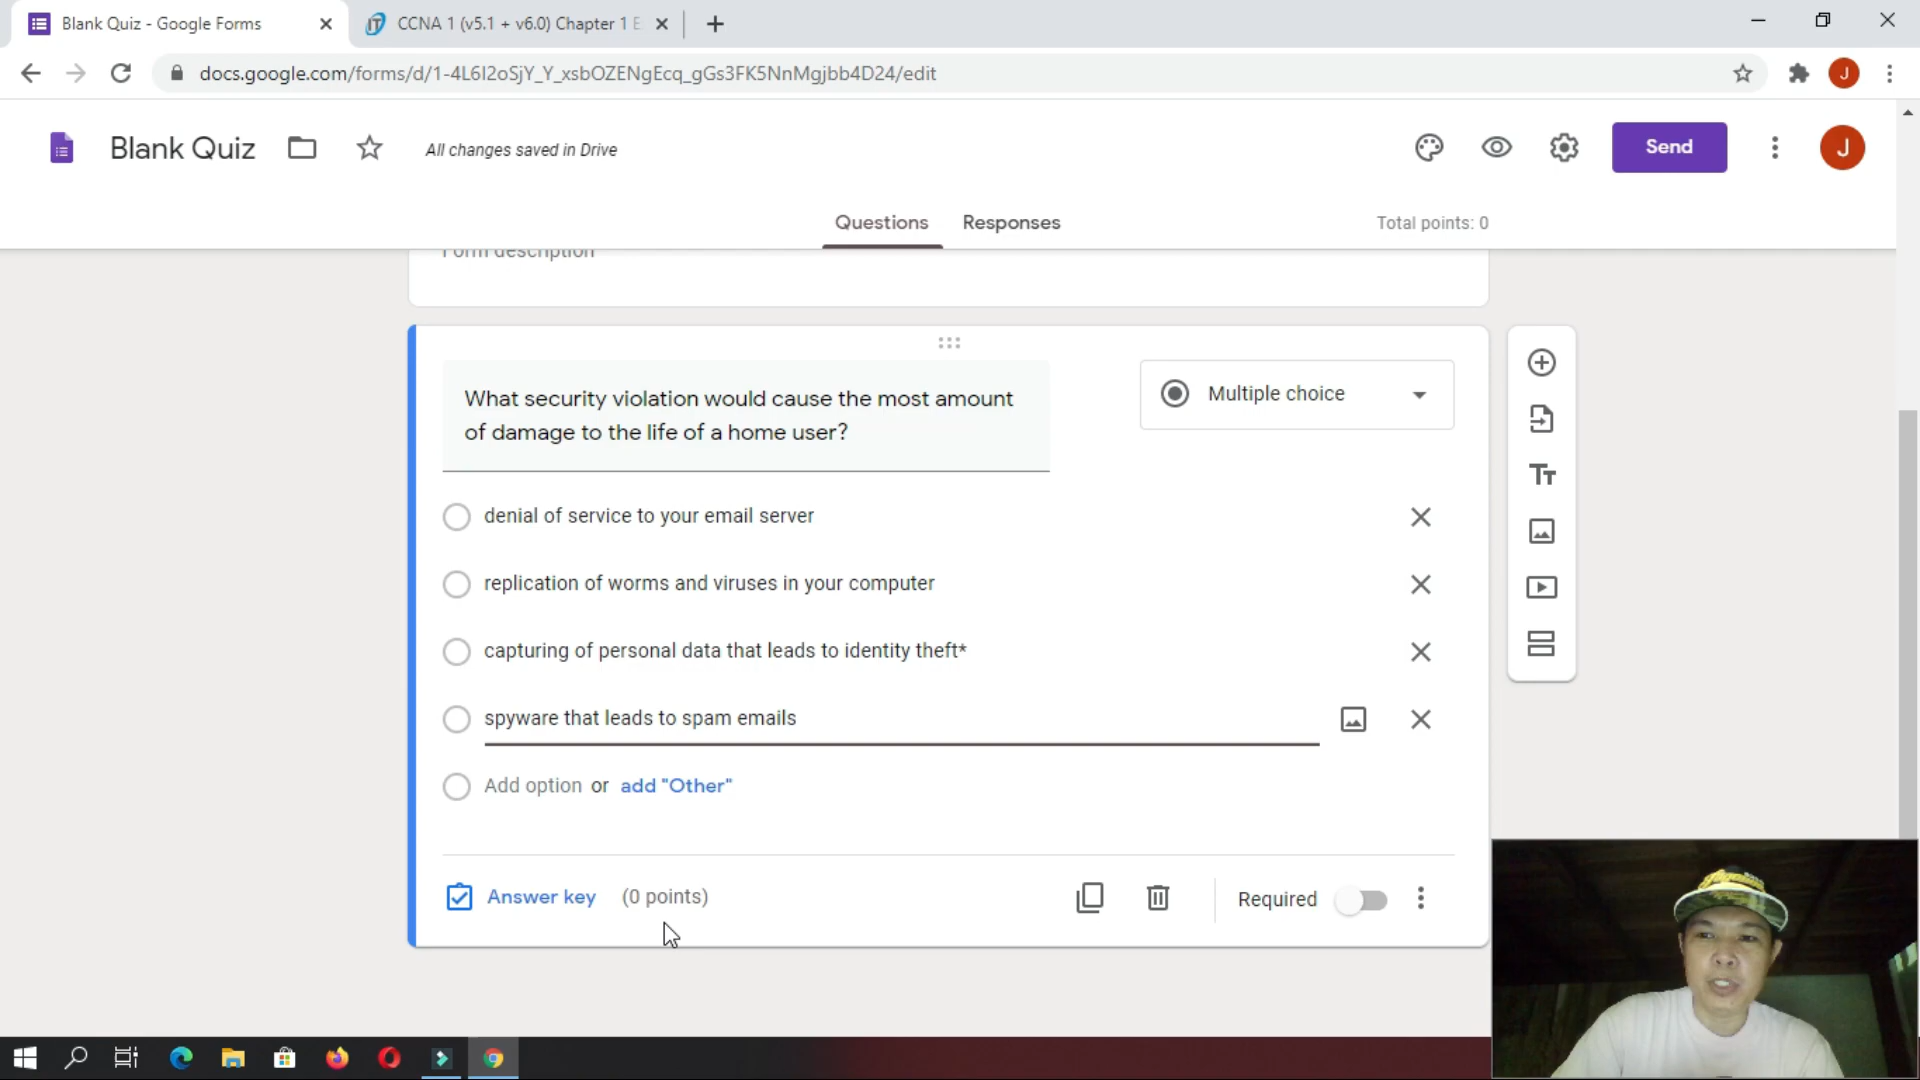 Blank Quiz - Google Forms
CCNA 1 (v5.1 + v6.0) Chapter 1 E
docs.google.com/forms/d/1-4L6I2oSjY_Y_xsbOZENgEcq_gGs3FK5NnMgjbb4D24/edit
J
Blank Quiz
All changes saved in Drive
Send
J
Questions
Responses
Total points: 0
Form description
What security violation would cause the most amount
of damage to the life of a home user?
Multiple choice
denial of service to your email server
replication of worms and viruses in your computer
capturing of personal data that leads to identity theft*
spyware that leads to spam emails
Add option or add "Other"
Answer key (0 points)
Required